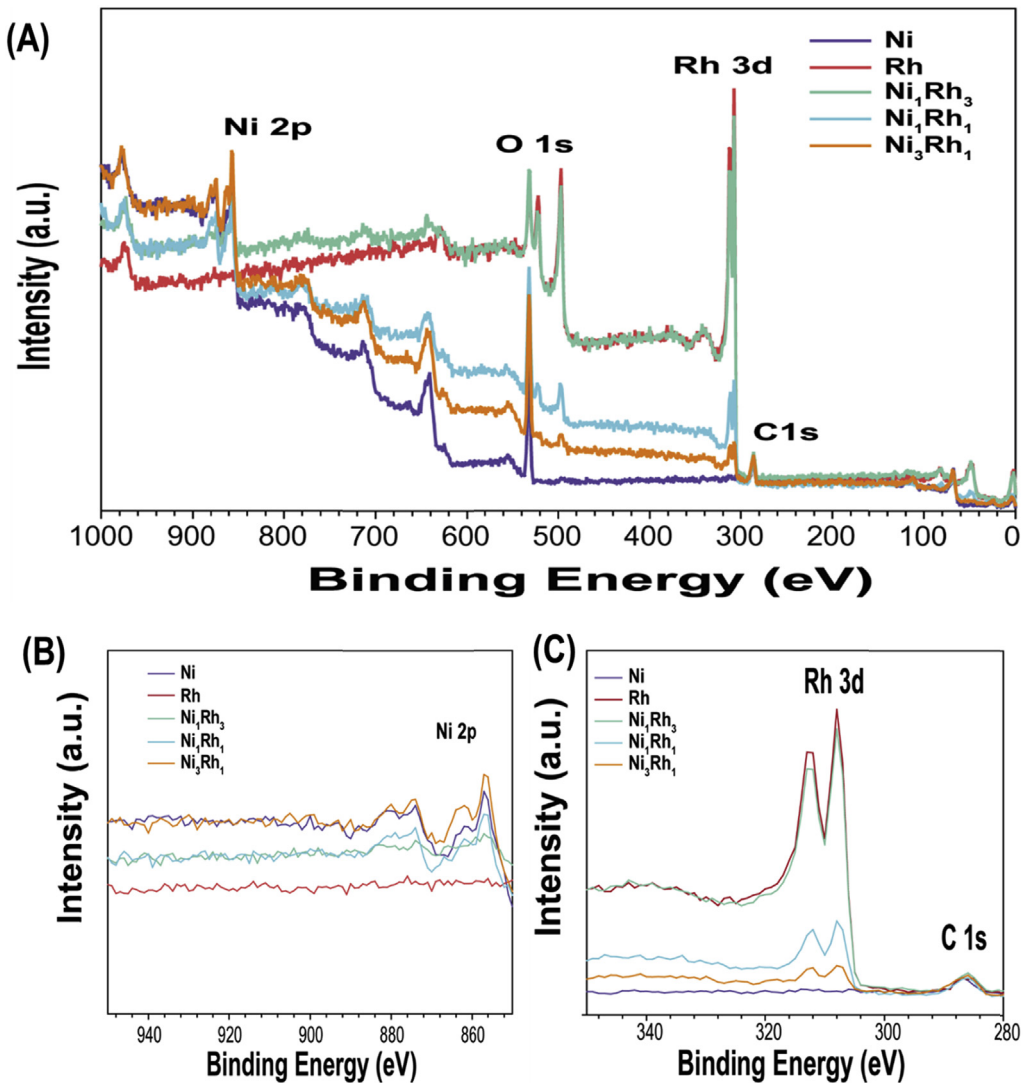 (A)
Ni
Rh
Ni₁Rh₃
Ni₁Rh₁
Ni₃Rh₁
Rh 3d
Ni 2p
O 1s
C1s
Intensity (a.u.)
1000 900 800 700 600 500 400 300 200 100 0
Binding Energy (eV)
(B)
Ni
Rh
Ni₁Rh₃
Ni₁Rh₁
Ni₃Rh₁
Ni 2p
Intensity (a.u.)
940 920 900 880 860
Binding Energy (eV)
(C)
Ni
Rh
Ni₁Rh₃
Ni₁Rh₁
Ni₃Rh₁
Rh 3d
C 1s
Intensity (a.u.)
340 320 300 280
Binding Energy (eV)